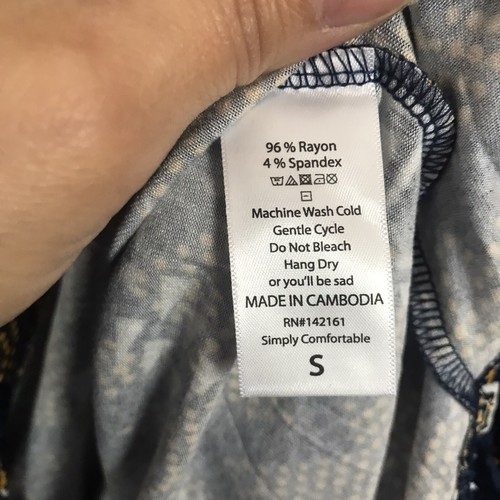 96 % Rayon
4 % Spandex
Machine Wash Cold
Gentle Cycle
Do Not Bleach
Hang Dry
or you'll be sad
MADE IN CAMBODIA
RN#142161
Simply Comfortable
S